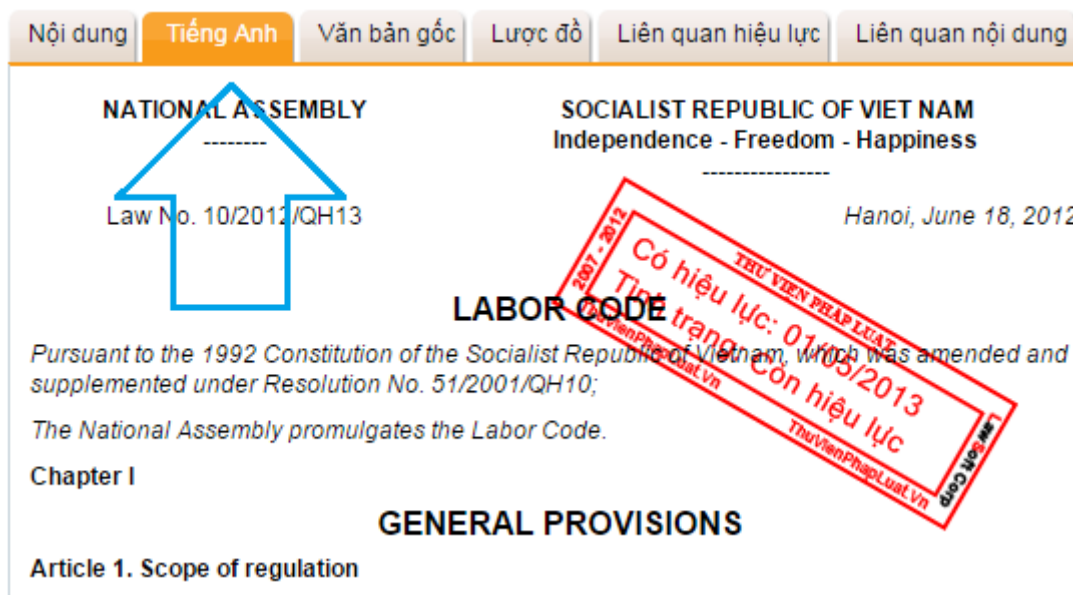 Nội dung
Tiếng Anh
Văn bản gốc
Lược đồ
Liên quan hiệu lực
Liên quan nội dung
NATIONAL ASSEMBLY
--------
SOCIALIST REPUBLIC OF VIET NAM
Independence - Freedom - Happiness
----------------
Law No. 10/2012/QH13
Hanoi, June 18, 2012
2007 - 2012
THƯ VIEN PHÁP LUẬT
Có hiệu lực: 01/05/2013
Tình trạng: Còn hiệu lực
ThuVienPhapLuat.Vn
ThuVienPhapLuat.Vn
LawSoft Corp
LABOR CODE
Pursuant to the 1992 Constitution of the Socialist Republic of Vietnam, which was amended and
supplemented under Resolution No. 51/2001/QH10;
The National Assembly promulgates the Labor Code.
Chapter I
GENERAL PROVISIONS
Article 1. Scope of regulation